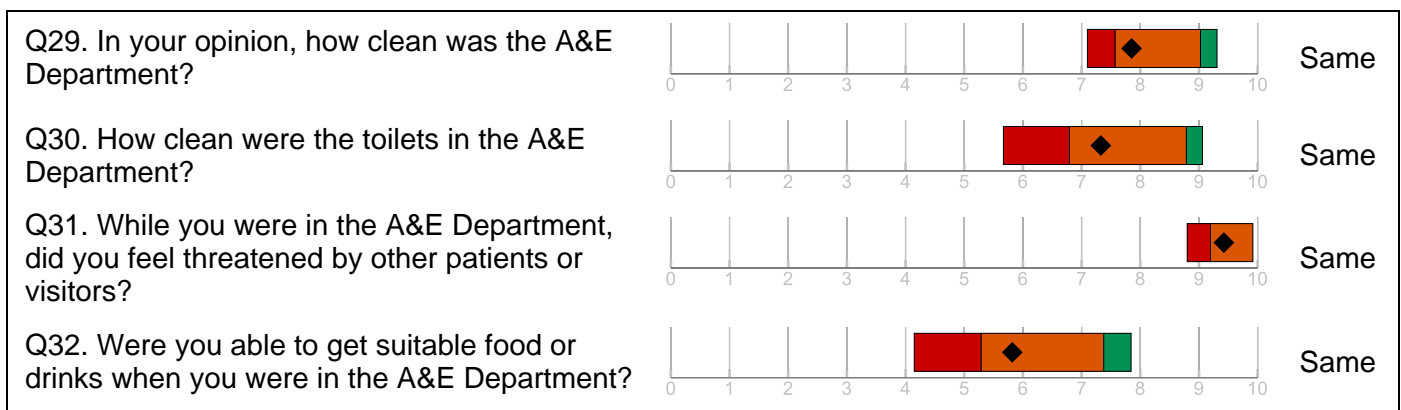 Q29. In your opinion, how clean was the A&E
Department?
Same
0 1 2 3 4 5 6 7 8 9 10
Q30. How clean were the toilets in the A&E
Department?
Same
0 1 2 3 4 5 6 7 8 9 10
Q31. While you were in the A&E Department,
did you feel threatened by other patients or
visitors?
Same
0 1 2 3 4 5 6 7 8 9 10
Q32. Were you able to get suitable food or
drinks when you were in the A&E Department?
Same
0 1 2 3 4 5 6 7 8 9 10